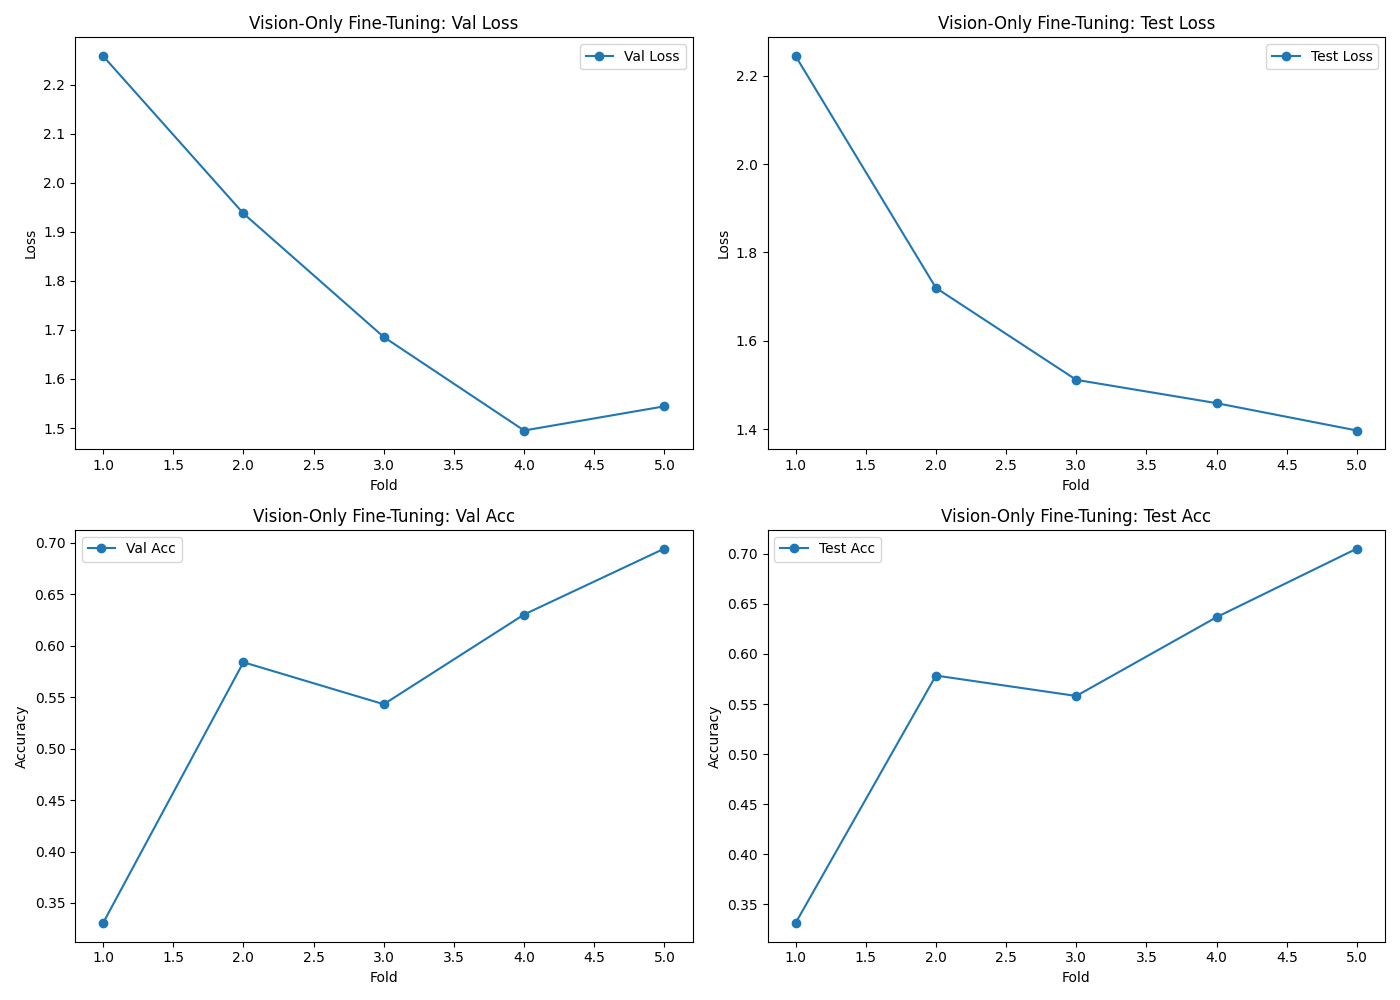 Vision-Only Fine-Tuning: Val Loss
Val Loss
Loss
2.2
2.1
2.0
1.9
1.8
1.7
1.6
1.5
1.0 1.5 2.0 2.5 3.0 3.5 4.0 4.5 5.0
Fold
Vision-Only Fine-Tuning: Test Loss
Test Loss
Loss
2.2
2.0
1.8
1.6
1.4
1.0 1.5 2.0 2.5 3.0 3.5 4.0 4.5 5.0
Fold
Vision-Only Fine-Tuning: Val Acc
Val Acc
Accuracy
0.70
0.65
0.60
0.55
0.50
0.45
0.40
0.35
1.0 1.5 2.0 2.5 3.0 3.5 4.0 4.5 5.0
Fold
Vision-Only Fine-Tuning: Test Acc
Test Acc
Accuracy
0.70
0.65
0.60
0.55
0.50
0.45
0.40
0.35
1.0 1.5 2.0 2.5 3.0 3.5 4.0 4.5 5.0
Fold